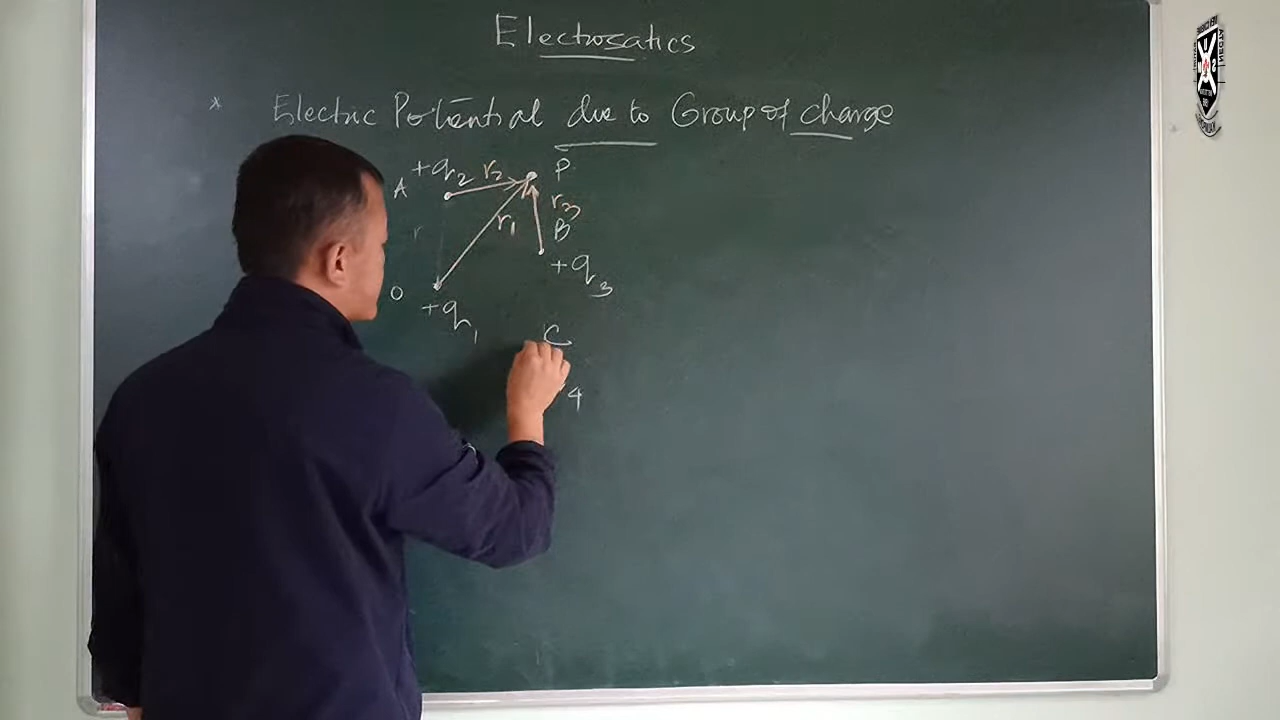 Electrosatics
* Electric Potential due to Group of charge
+q2 r2 P
A
r3
r r1 B
+q3
O
+q1
C
4